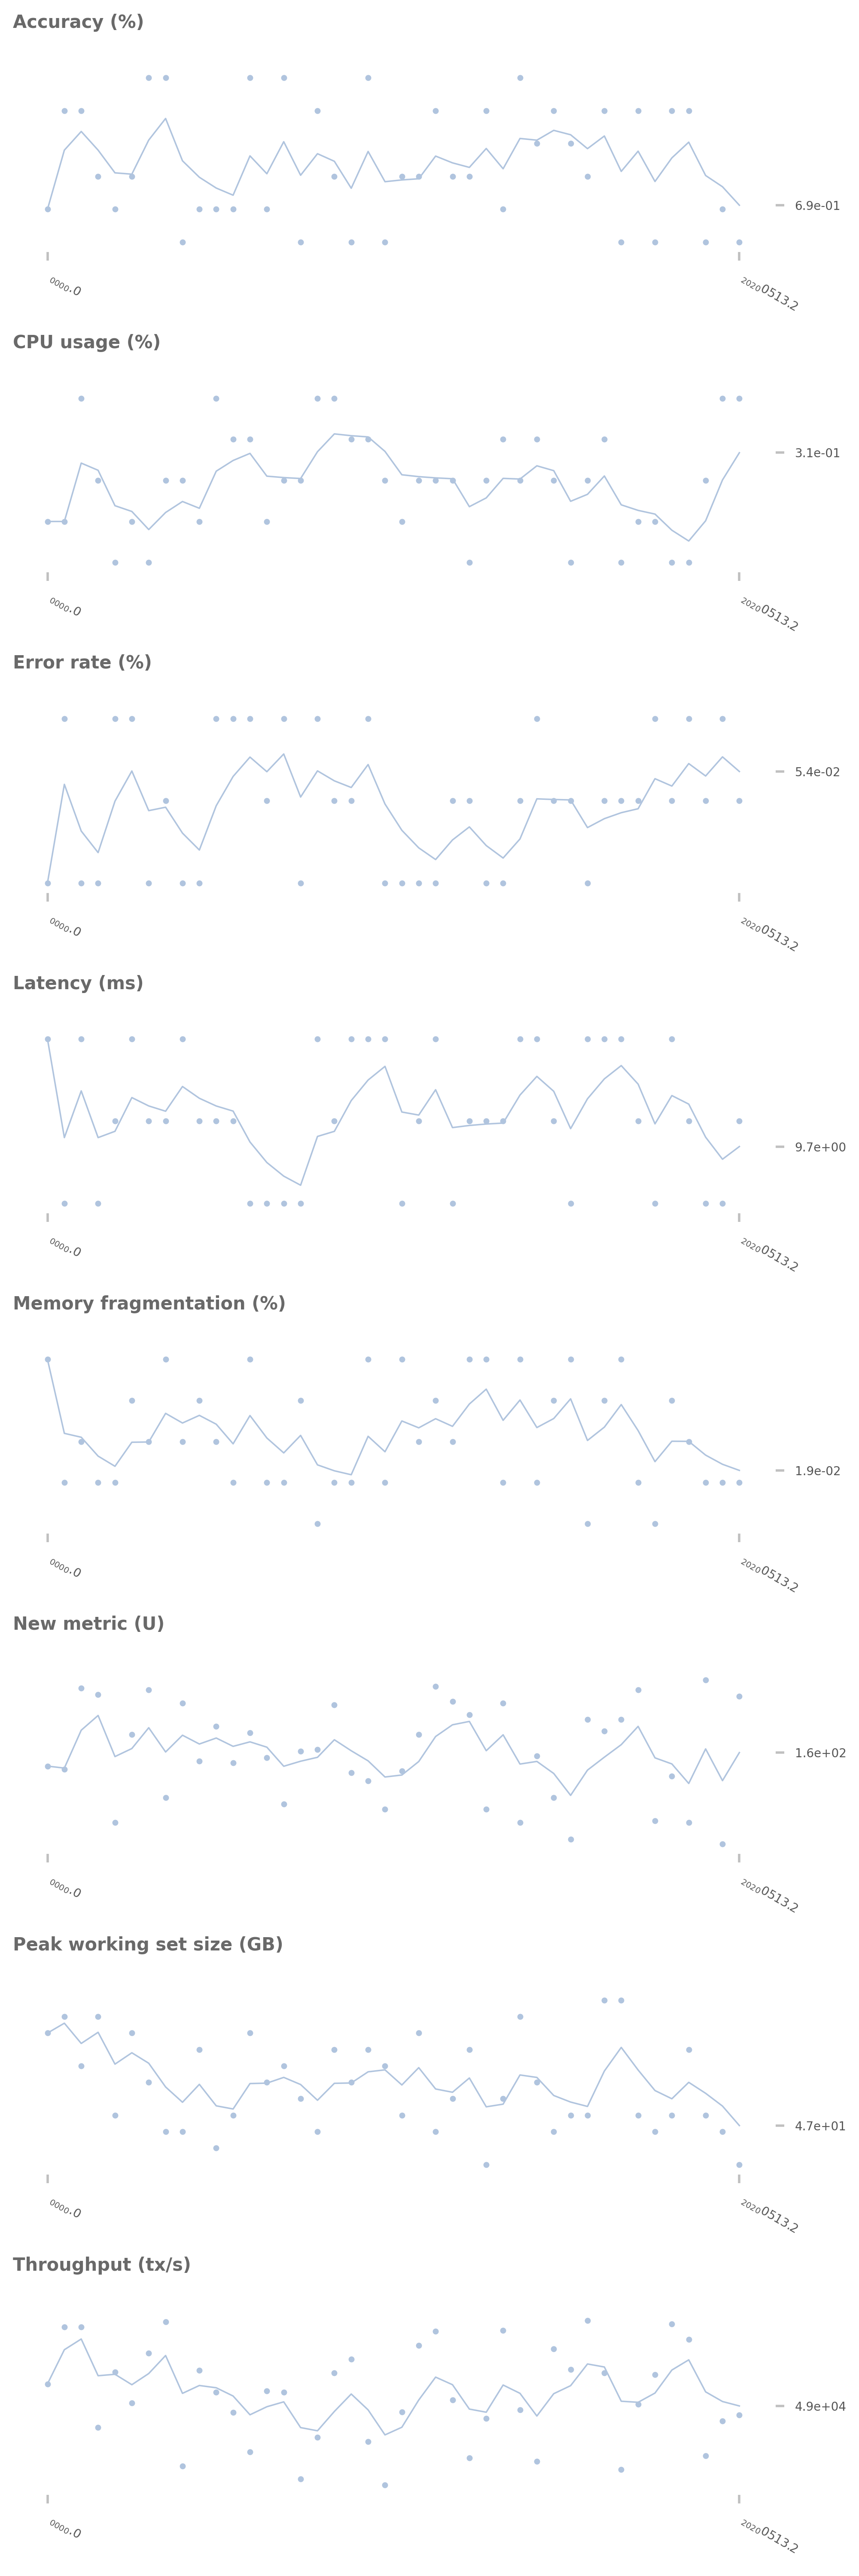 Accuracy (%)
6.9e-01
0000.0
20200513.2
CPU usage (%)
3.1e-01
0000.0
20200513.2
Error rate (%)
5.4e-02
0000.0
20200513.2
Latency (ms)
9.7e+00
0000.0
20200513.2
Memory fragmentation (%)
1.9e-02
0000.0
20200513.2
New metric (U)
1.6e+02
0000.0
20200513.2
Peak working set size (GB)
4.7e+01
0000.0
20200513.2
Throughput (tx/s)
4.9e+04
0000.0
20200513.2